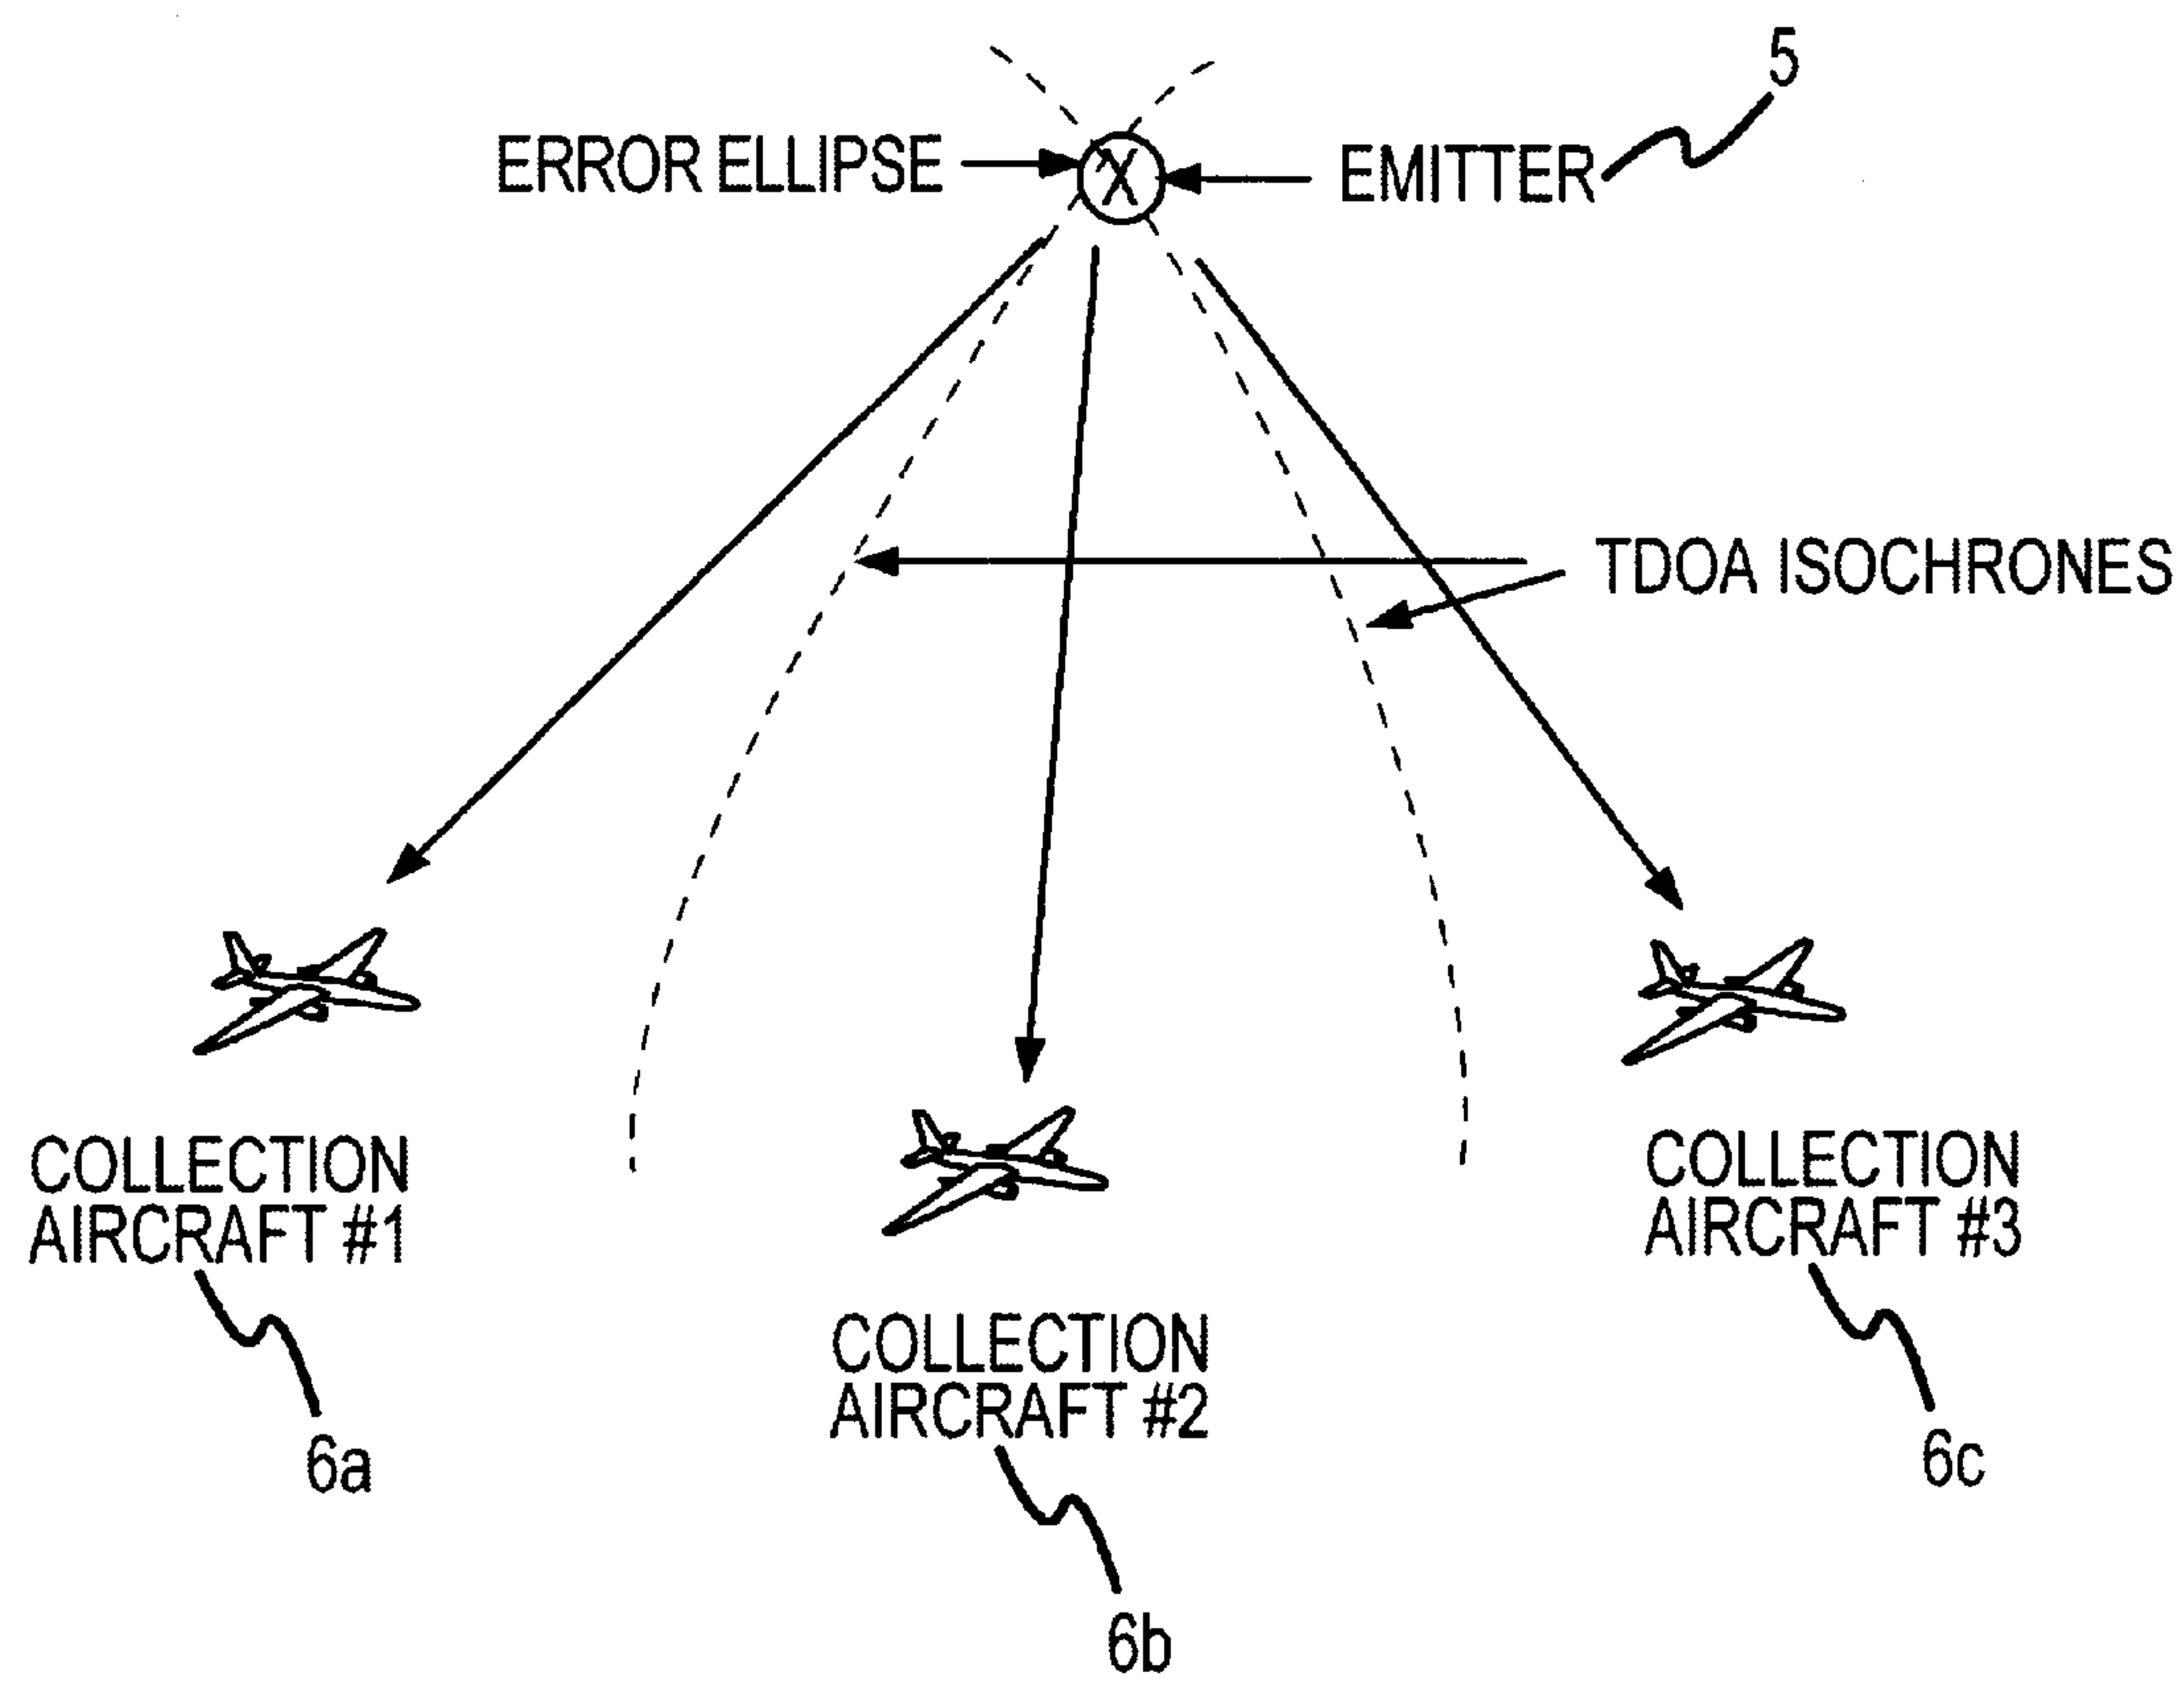 5
ERROR ELLIPSE
X
EMITTER
TDOA ISOCHRONES
COLLECTION
AIRCRAFT #1
COLLECTION
AIRCRAFT #3
COLLECTION
AIRCRAFT #2
6a
6c
6b